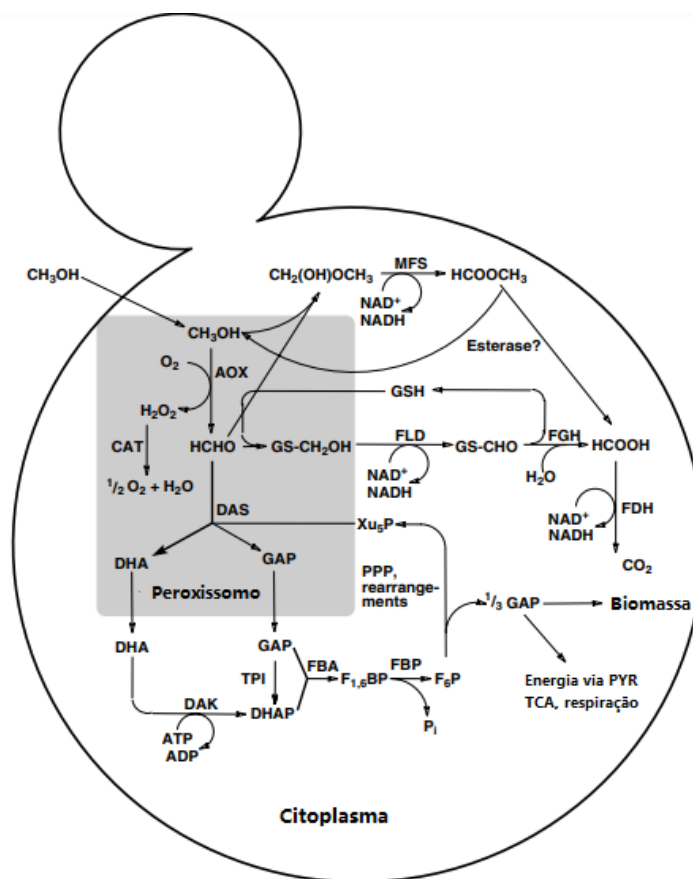 CH₃OH
CH₂(OH)OCH₃
MFS
HCOOCH₃
NAD⁺
NADH
CH₃OH
Esterase?
O₂
AOX
GSH
H₂O₂
HCHO
GS-CH₂OH
FLD
GS-CHO
FGH
HCOOH
CAT
NAD⁺
NADH
H₂O
½ O₂ + H₂O
DAS
NAD⁺
NADH
FDH
Xu₅P
CO₂
DHA
GAP
Peroxissomo
PPP,
rearrange-
ments
⅓ GAP
Biomassa
DHA
GAP
FBA
F₁,₆BP
FBP
F₆P
TPI
Energia via PYR
TCA, respiração
DAK
DHAP
Pᵢ
ATP
ADP
Citoplasma